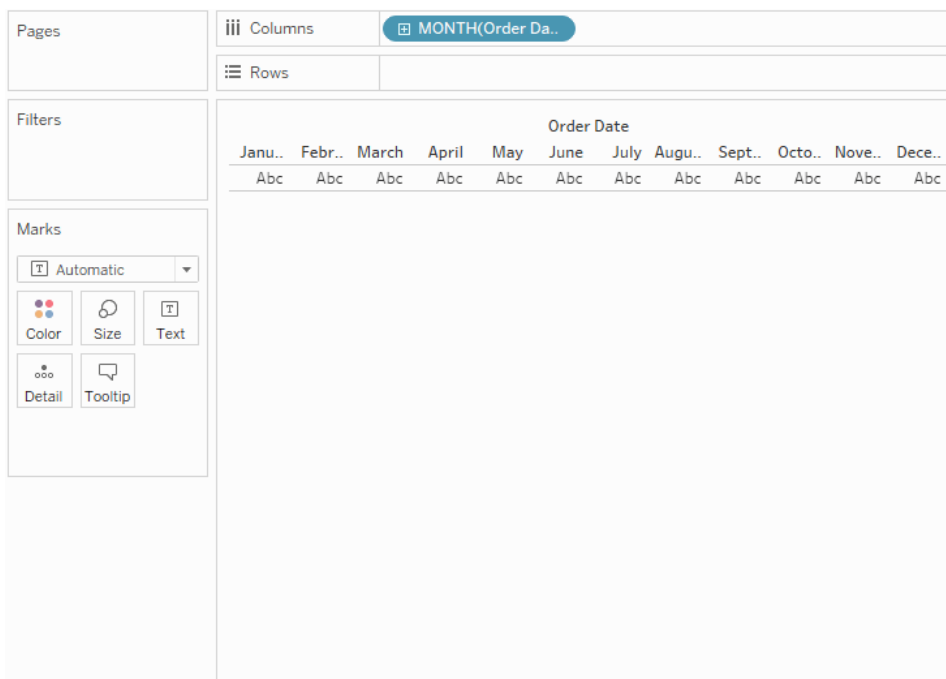 Pages
Columns
MONTH(Order Da..
Rows
Filters
Order Date
Janu.. Febr.. March April May June July Augu.. Sept.. Octo.. Nove.. Dece..
Abc Abc Abc Abc Abc Abc Abc Abc Abc Abc Abc Abc
Marks
T Automatic
T
Color Size Text
Detail Tooltip